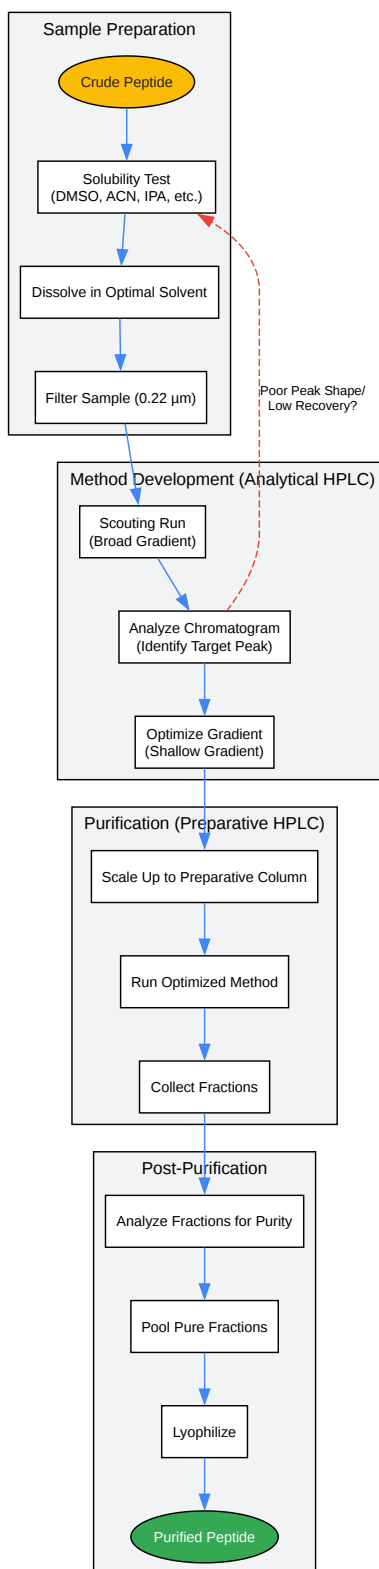 Sample Preparation
Crude Peptide
Solubility Test
(DMSO, ACN, IPA, etc.)
Dissolve in Optimal Solvent
Filter Sample (0.22 µm)
Poor Peak Shape/
Low Recovery?
Method Development (Analytical HPLC)
Scouting Run
(Broad Gradient)
Analyze Chromatogram
(Identify Target Peak)
Optimize Gradient
(Shallow Gradient)
Purification (Preparative HPLC)
Scale Up to Preparative Column
Run Optimized Method
Collect Fractions
Post-Purification
Analyze Fractions for Purity
Pool Pure Fractions
Lyophilize
Purified Peptide